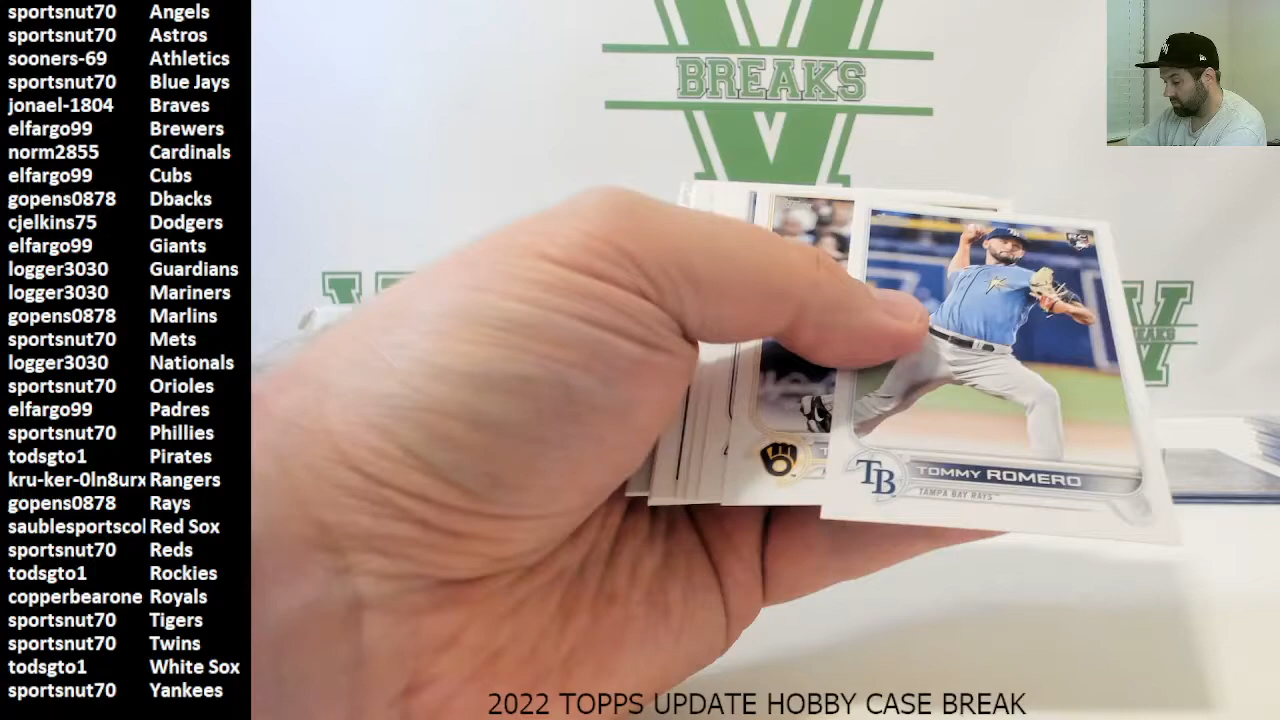 sportsnut70 Angels
sportsnut70 Astros
sooners-69 Athletics
sportsnut70 Blue Jays
jonael-1804 Braves
elfargo99 Brewers
norm2855 Cardinals
elfargo99 Cubs
gopens0878 Dbacks
cjelkins75 Dodgers
elfargo99 Giants
logger3030 Guardians
logger3030 Mariners
gopens0878 Marlins
sportsnut70 Mets
logger3030 Nationals
sportsnut70 Orioles
elfargo99 Padres
sportsnut70 Phillies
todsgto1 Pirates
kru-ker-0ln8urx Rangers
gopens0878 Rays
saublesportscol Red Sox
sportsnut70 Reds
todsgto1 Rockies
copperbearone Royals
sportsnut70 Tigers
sportsnut70 Twins
todsgto1 White Sox
sportsnut70 Yankees
V
BREAKS
BREAKS
RC
TB
TOMMY ROMERO
TAMPA BAY RAYS™
2022 TOPPS UPDATE HOBBY CASE BREAK